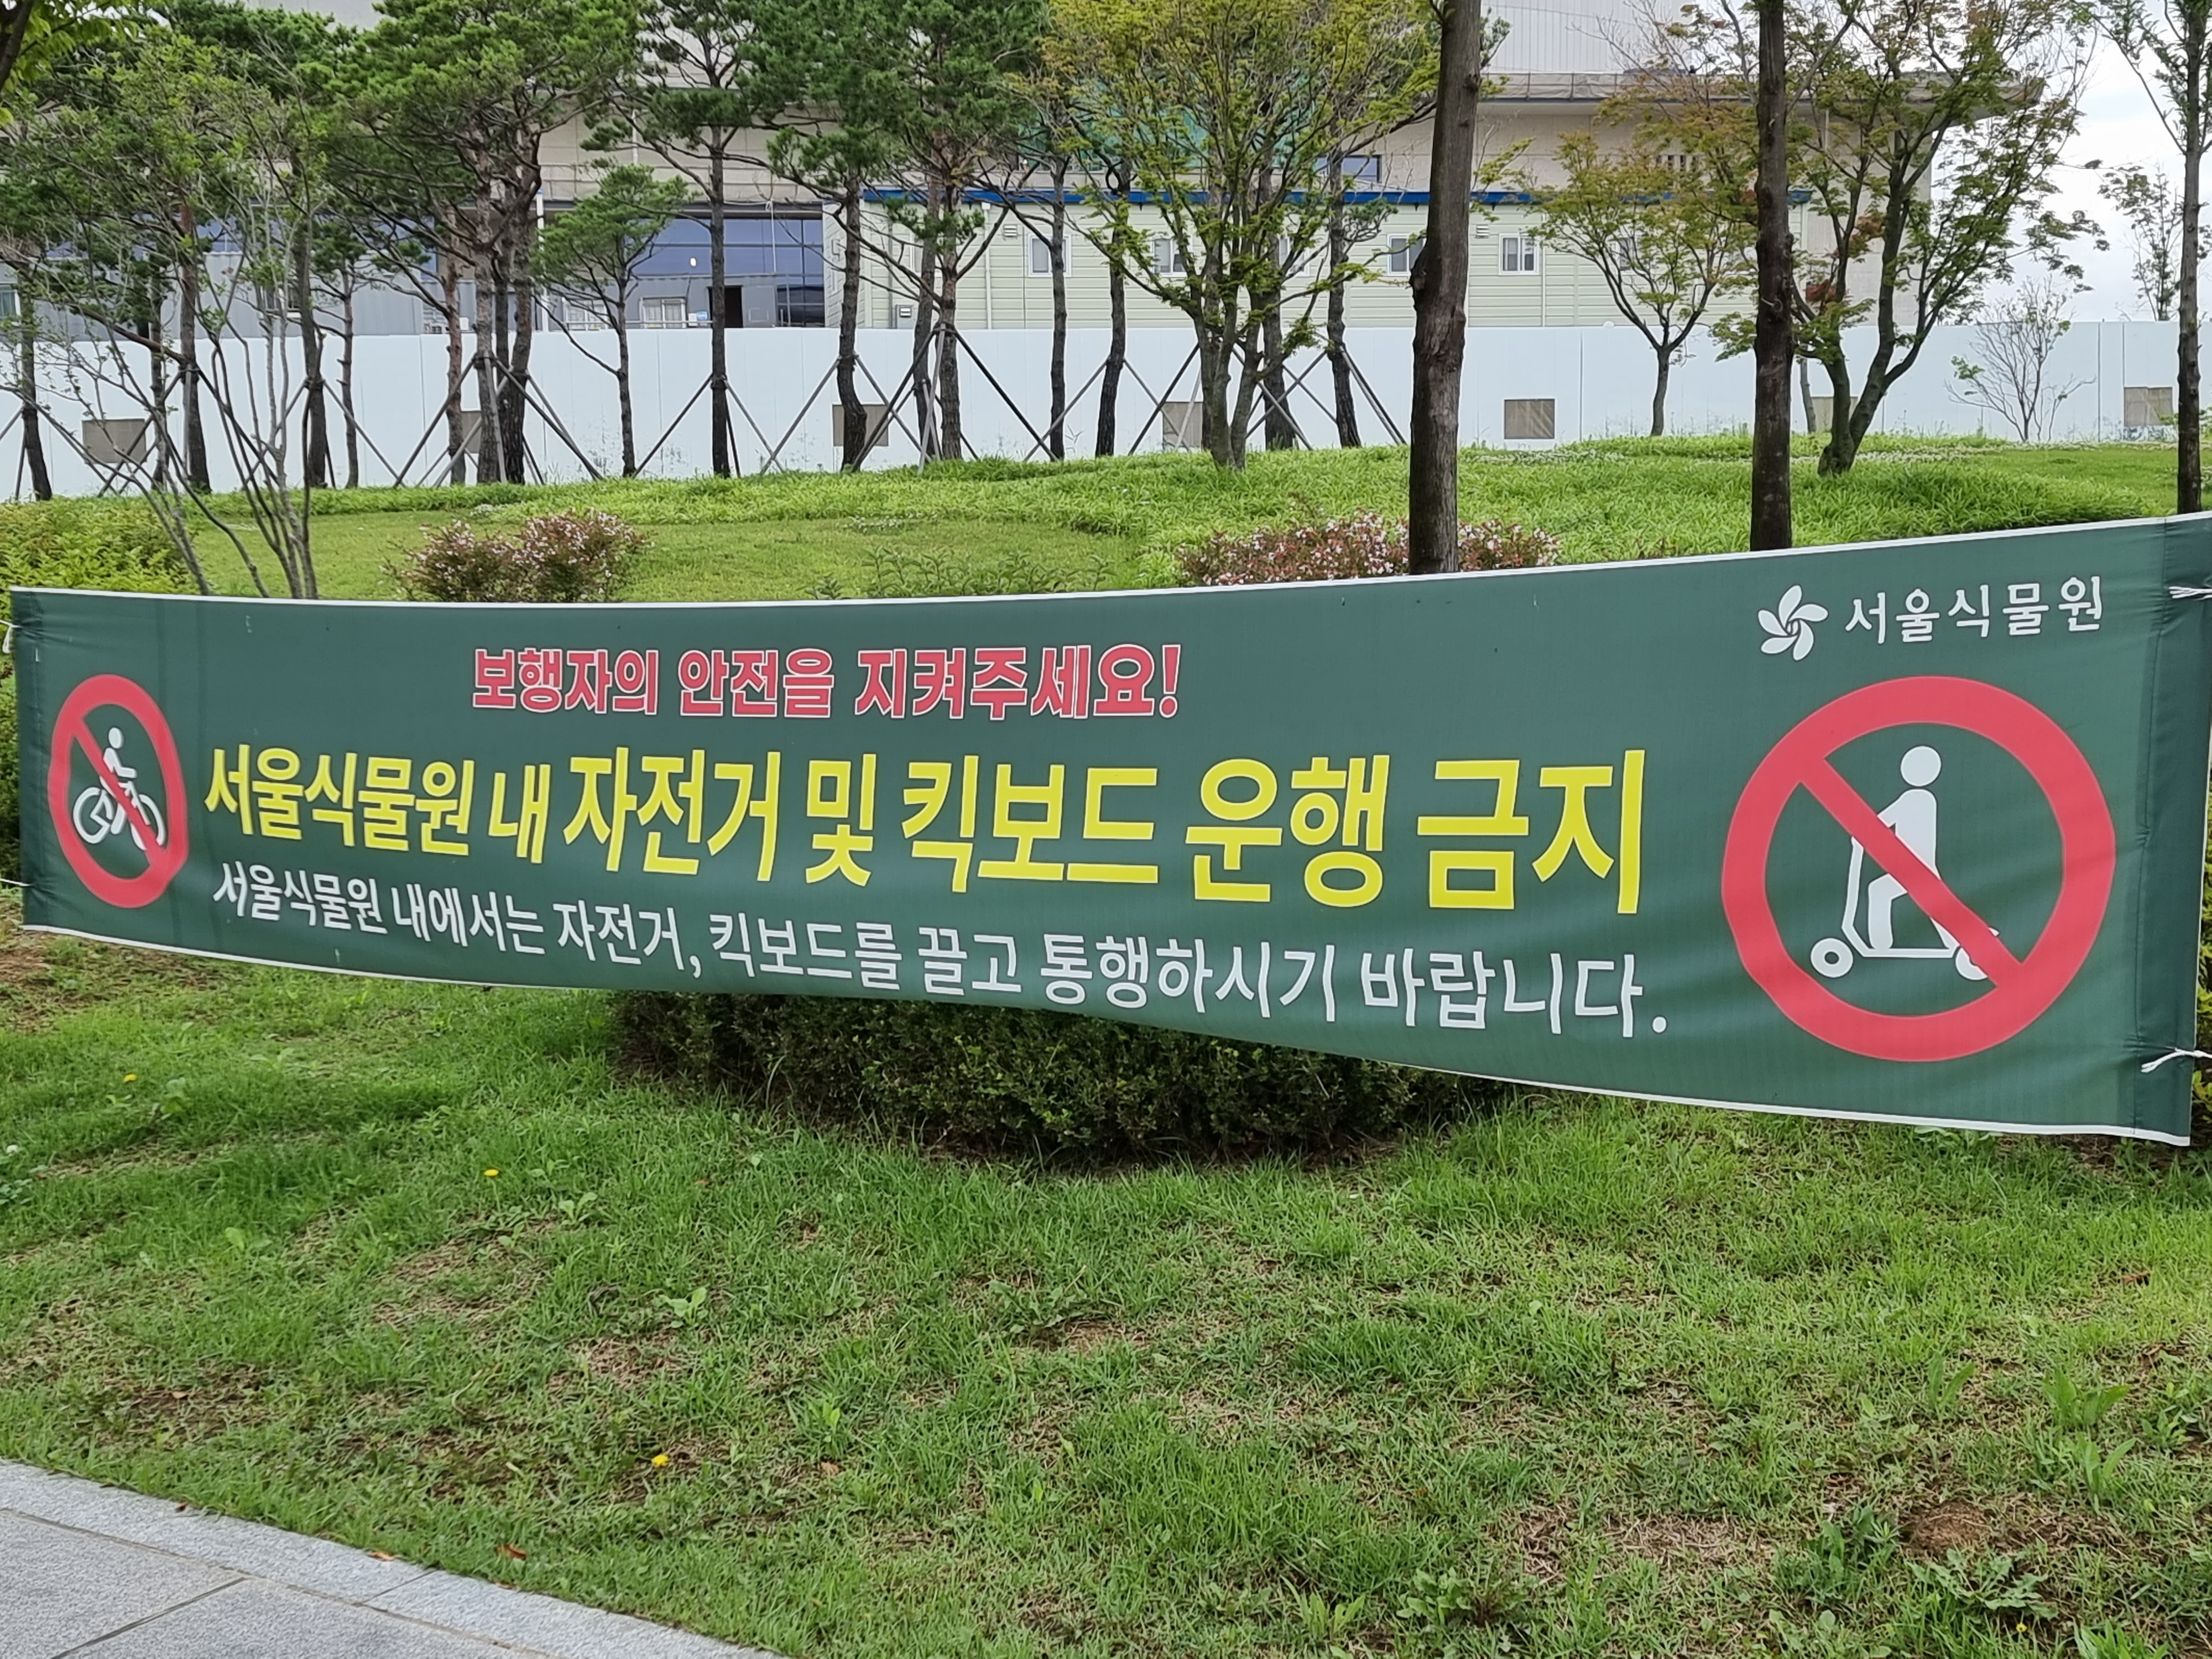 서울식물원
보행자의 안전을 지켜주세요!
서울식물원 내 자전거 및 킥보드 운행 금지
서울식물원 내에서는 자전거, 킥보드를 끌고 통행하시기 바랍니다.